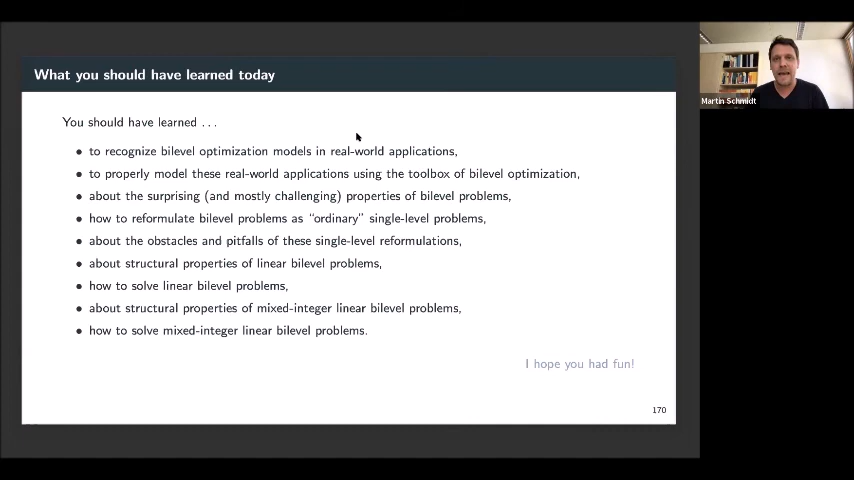 What you should have learned today
You should have learned ...
• to recognize bilevel optimization models in real-world applications,
• to properly model these real-world applications using the toolbox of bilevel optimization,
• about the surprising (and mostly challenging) properties of bilevel problems,
• how to reformulate bilevel problems as “ordinary” single-level problems,
• about the obstacles and pitfalls of these single-level reformulations,
• about structural properties of linear bilevel problems,
• how to solve linear bilevel problems,
• about structural properties of mixed-integer linear bilevel problems,
• how to solve mixed-integer linear bilevel problems.
I hope you had fun!
170
Martin Schmidt